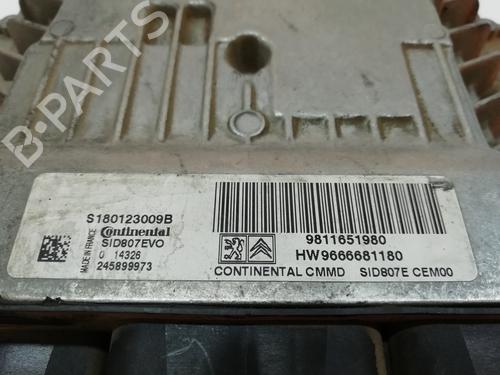 B-PARTS
S180123009B
Continental
SID807EVO
MADE IN FRANCE
0 14326
245899973
9811651980
HW9666681180
CONTINENTAL CMMD SID807E CEM00